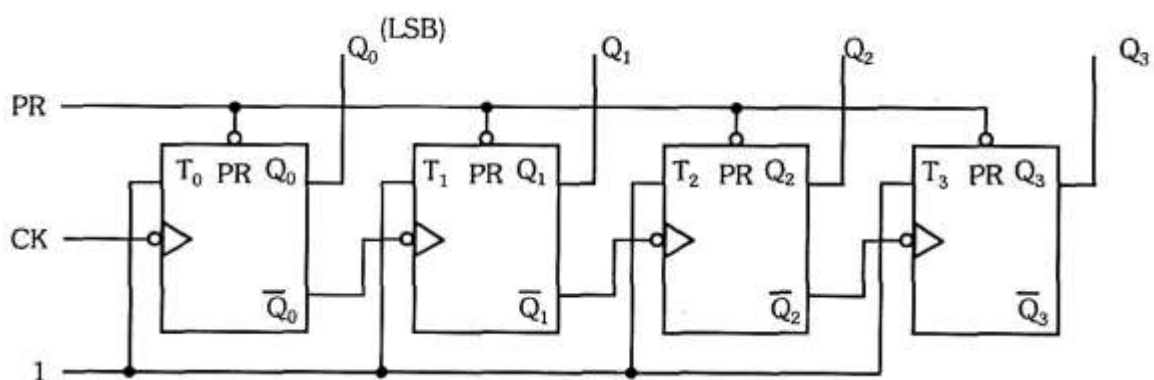 Q₀ (LSB) Q₁ Q₂ Q₃
PR
T₀ PR Q₀ T₁ PR Q₁ T₂ PR Q₂ T₃ PR Q₃
CK
Q̅₀ Q̅₁ Q̅₂ Q̅₃
1